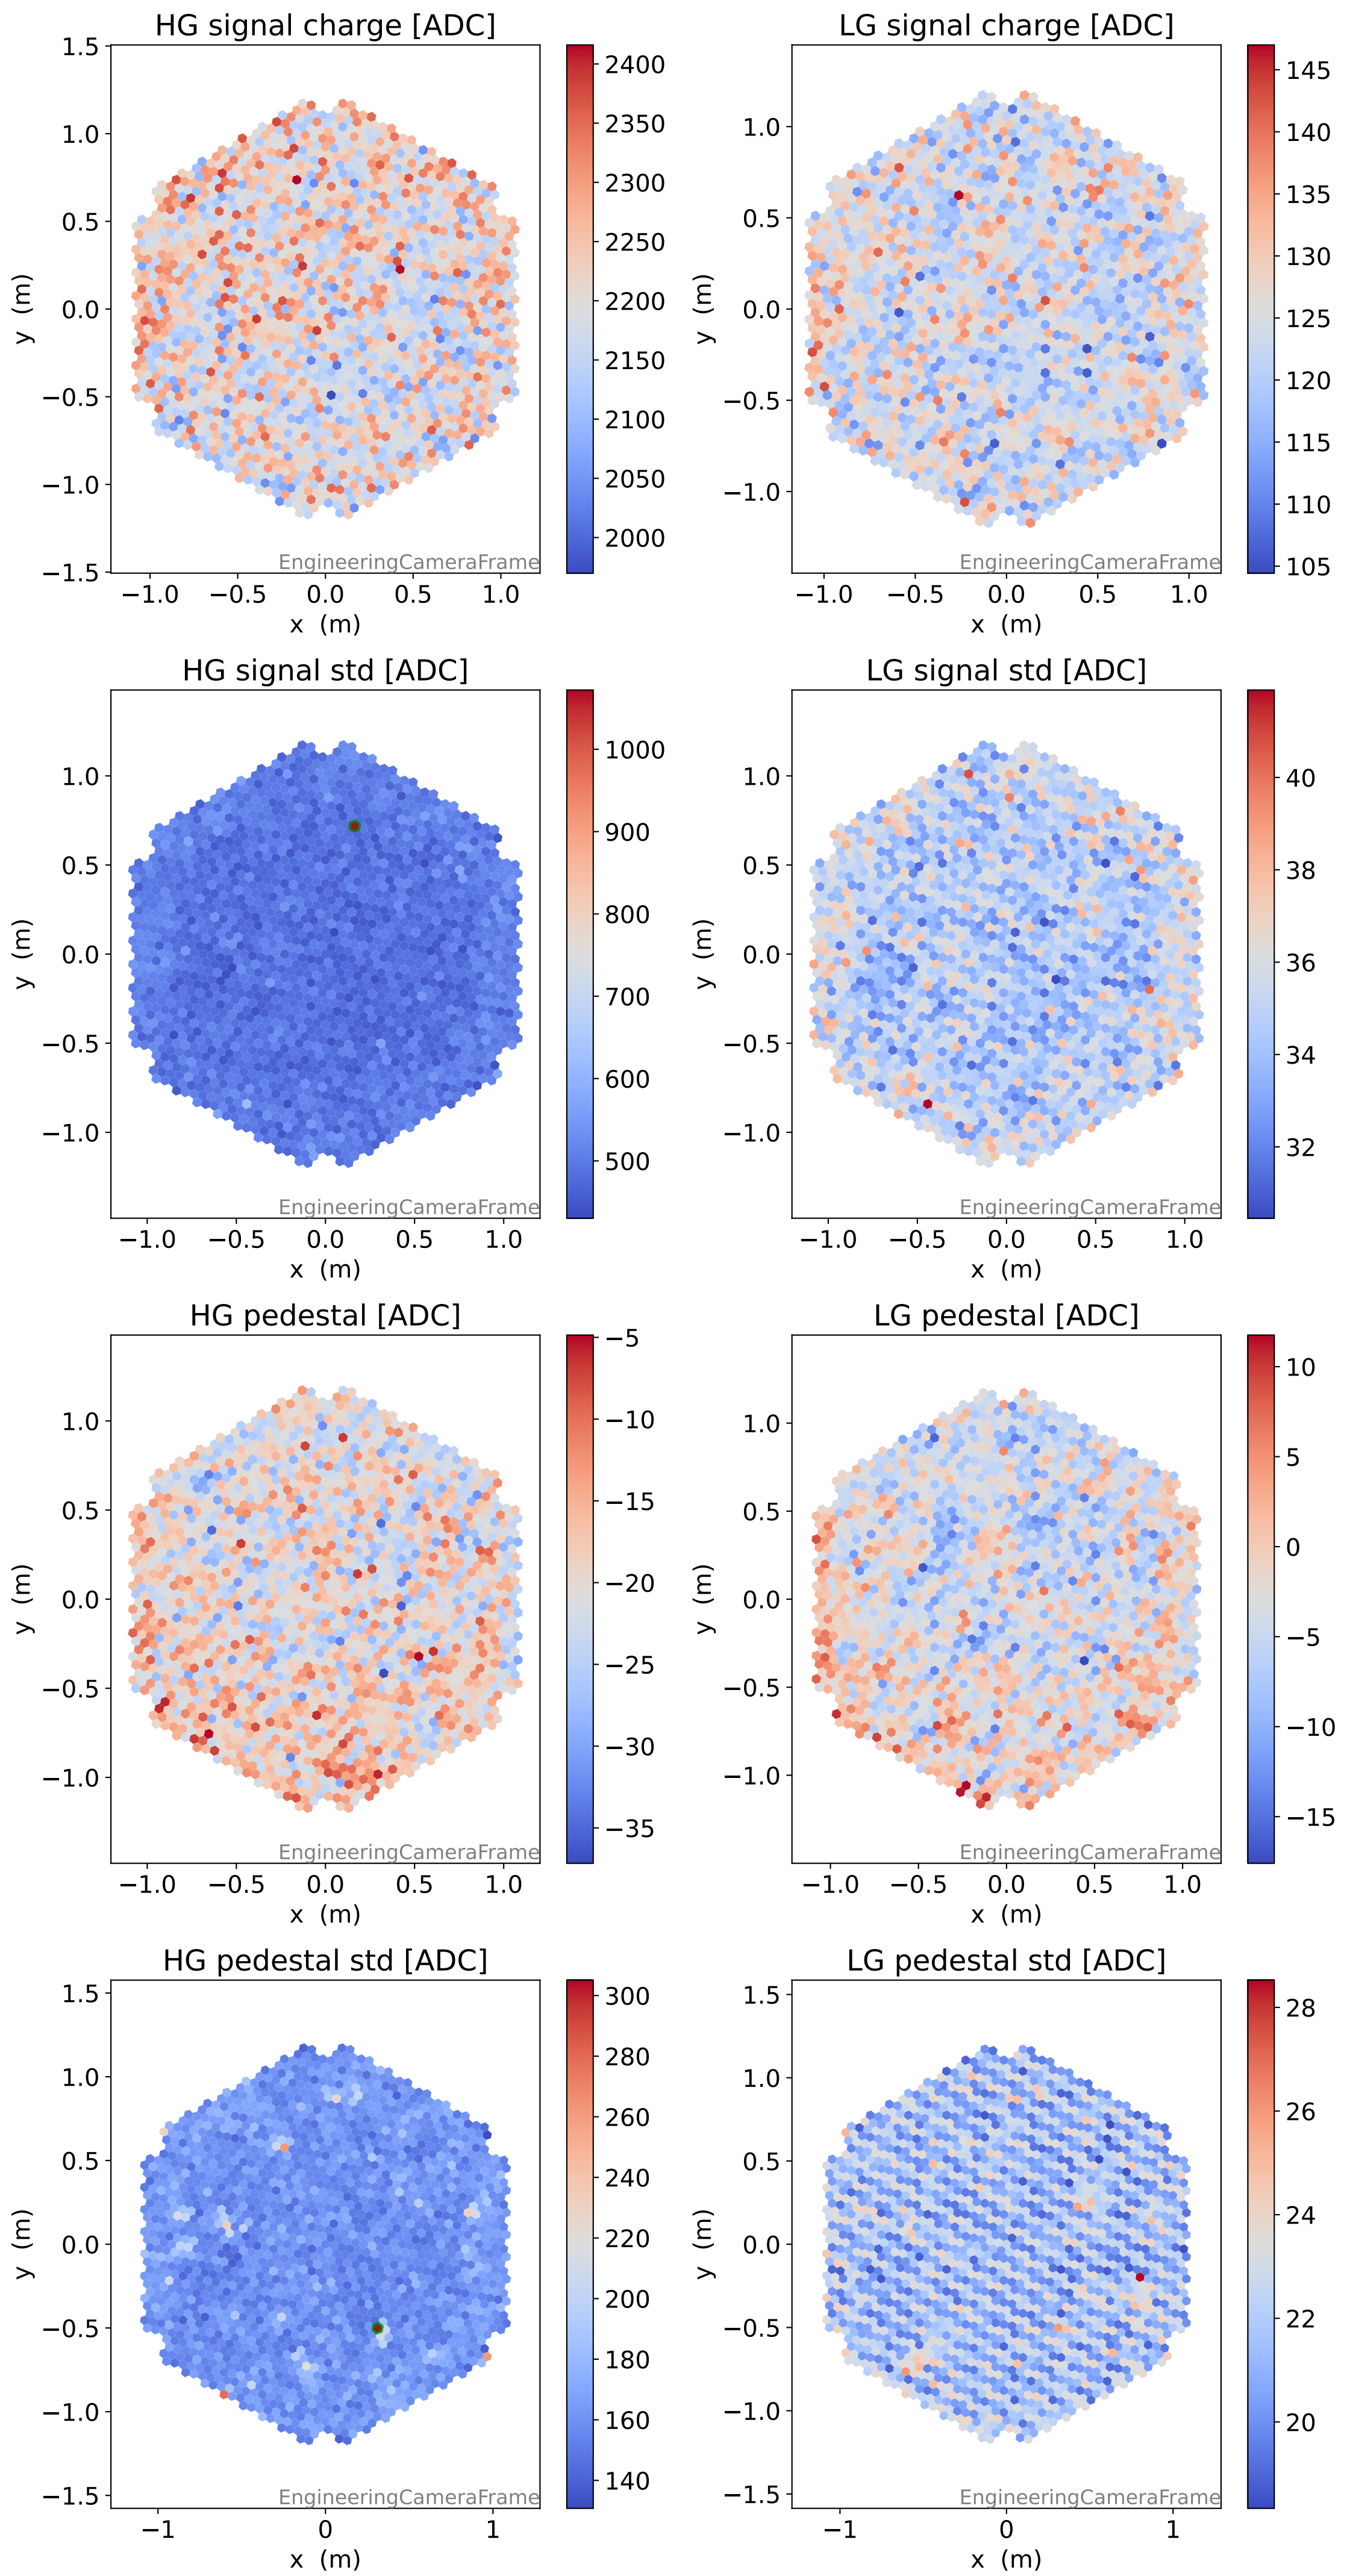 HG signal charge [ADC]
1.5
1.0
0.5
0.0
−0.5
−1.0
−1.5
y (m)
−1.0 −0.5 0.0 0.5 1.0
x (m)
EngineeringCameraFrame
2400
2350
2300
2250
2200
2150
2100
2050
2000
LG signal charge [ADC]
1.0
0.5
0.0
−0.5
−1.0
y (m)
−1.0 −0.5 0.0 0.5 1.0
x (m)
EngineeringCameraFrame
145
140
135
130
125
120
115
110
105
HG signal std [ADC]
1.0
0.5
0.0
−0.5
−1.0
y (m)
−1.0 −0.5 0.0 0.5 1.0
x (m)
EngineeringCameraFrame
1000
900
800
700
600
500
LG signal std [ADC]
1.0
0.5
0.0
−0.5
−1.0
y (m)
−1.0 −0.5 0.0 0.5 1.0
x (m)
EngineeringCameraFrame
40
38
36
34
32
HG pedestal [ADC]
1.0
0.5
0.0
−0.5
−1.0
y (m)
−1.0 −0.5 0.0 0.5 1.0
x (m)
EngineeringCameraFrame
−5
−10
−15
−20
−25
−30
−35
LG pedestal [ADC]
1.0
0.5
0.0
−0.5
−1.0
y (m)
−1.0 −0.5 0.0 0.5 1.0
x (m)
EngineeringCameraFrame
10
5
0
−5
−10
−15
HG pedestal std [ADC]
1.5
1.0
0.5
0.0
−0.5
−1.0
−1.5
y (m)
−1 0 1
x (m)
EngineeringCameraFrame
300
280
260
240
220
200
180
160
140
LG pedestal std [ADC]
1.5
1.0
0.5
0.0
−0.5
−1.0
−1.5
y (m)
−1 0 1
x (m)
EngineeringCameraFrame
28
26
24
22
20